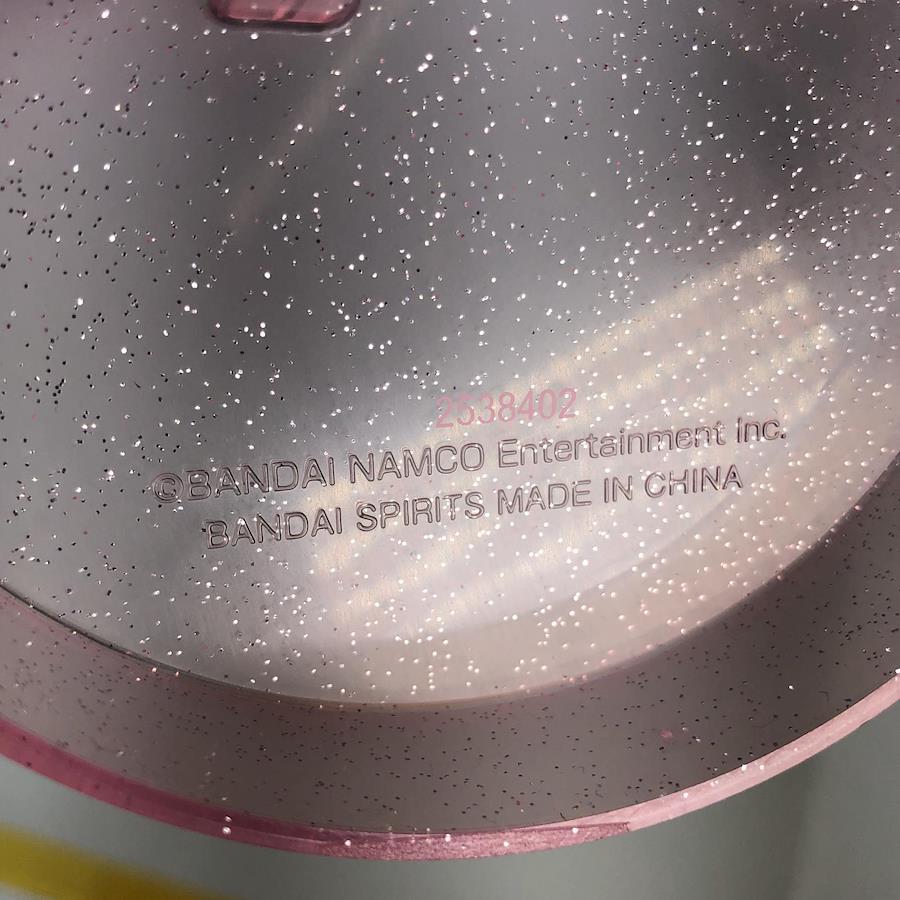 2538402
©BANDAI NAMCO Entertainment Inc.
BANDAI SPIRITS MADE IN CHINA